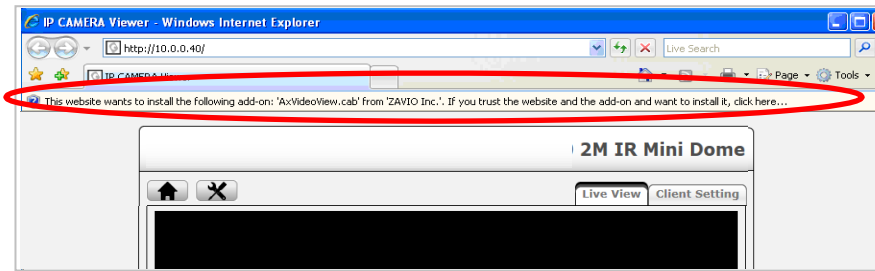 IP CAMERA Viewer - Windows Internet Explorer
http://10.0.0.40/
Live Search
IP CAMERA Viewer
Page
Tools
This website wants to install the following add-on: 'AxVideoView.cab' from 'ZAVIO Inc.'. If you trust the website and the add-on and want to install it, click here...
2M IR Mini Dome
Live View
Client Setting